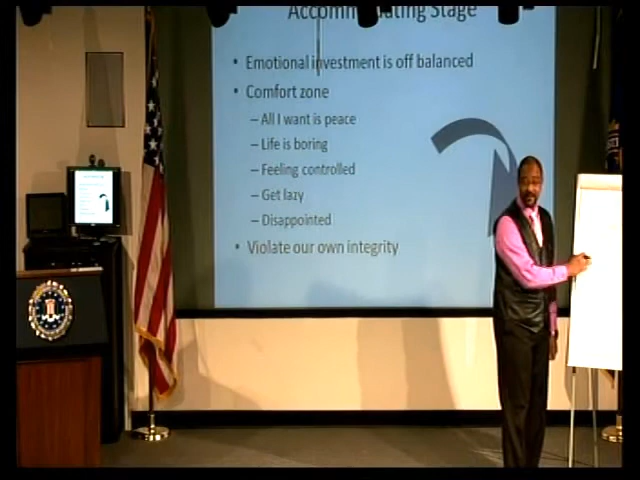 Stage
• Emotional investment is off balanced
• Comfort zone
– All I want is peace
– Life is boring
– Feeling controlled
– Get lazy
– Disappointed
• Violate our own integrity